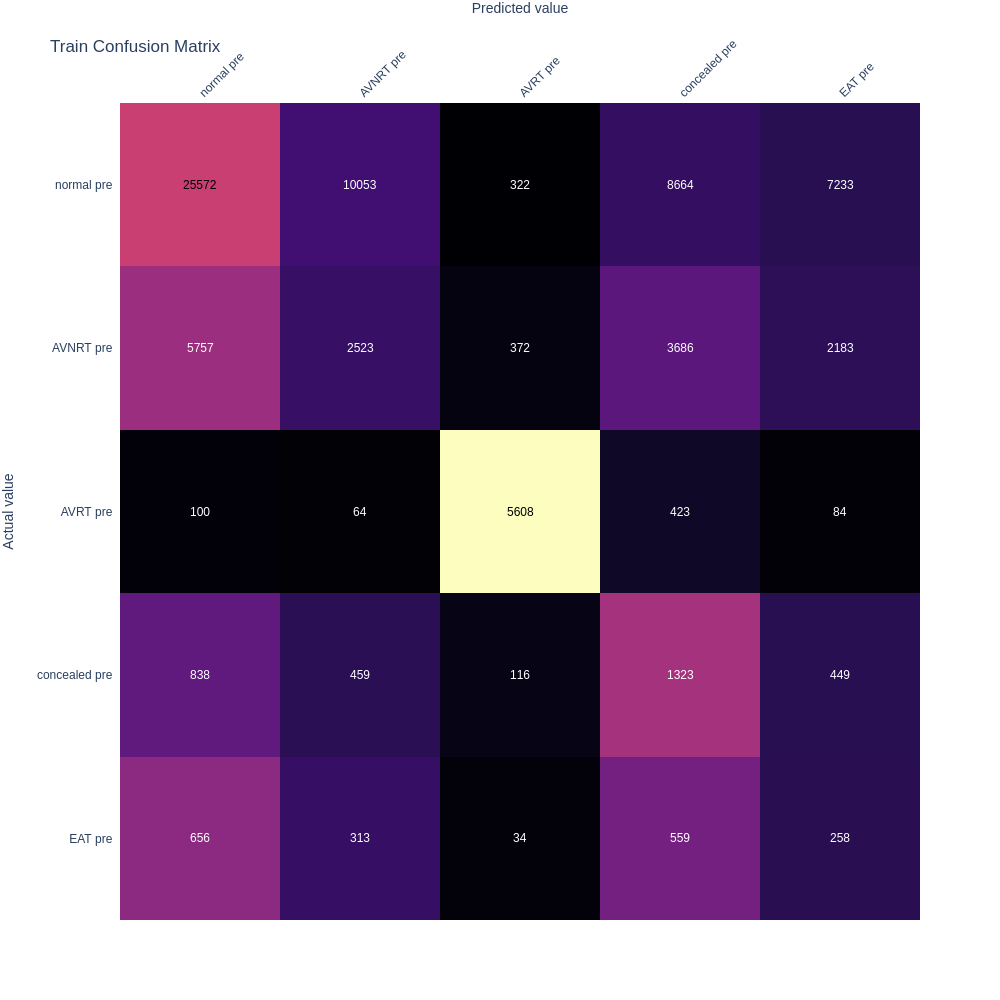 Predicted value
Train Confusion Matrix
normal pre AVNRT pre AVRT pre concealed pre EAT pre
normal pre 25572 10053 322 8664 7233
AVNRT pre 5757 2523 372 3686 2183
Actual value
AVRT pre 100 64 5608 423 84
concealed pre 838 459 116 1323 449
EAT pre 656 313 34 559 258